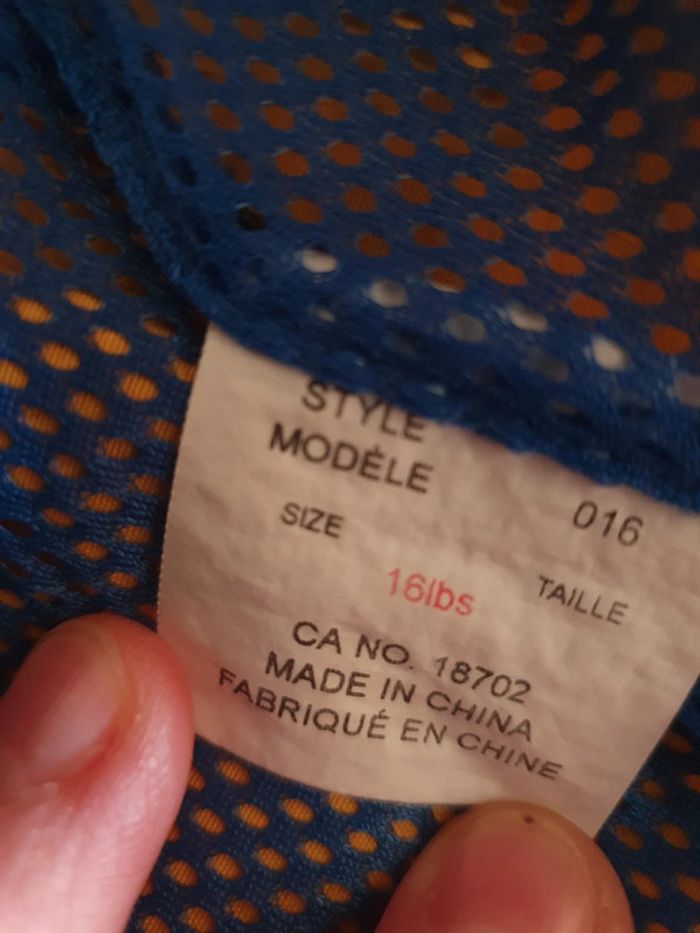 STYLE
MODÈLE 016
SIZE 16lbs TAILLE
CA NO. 18702
MADE IN CHINA
FABRIQUÉ EN CHINE